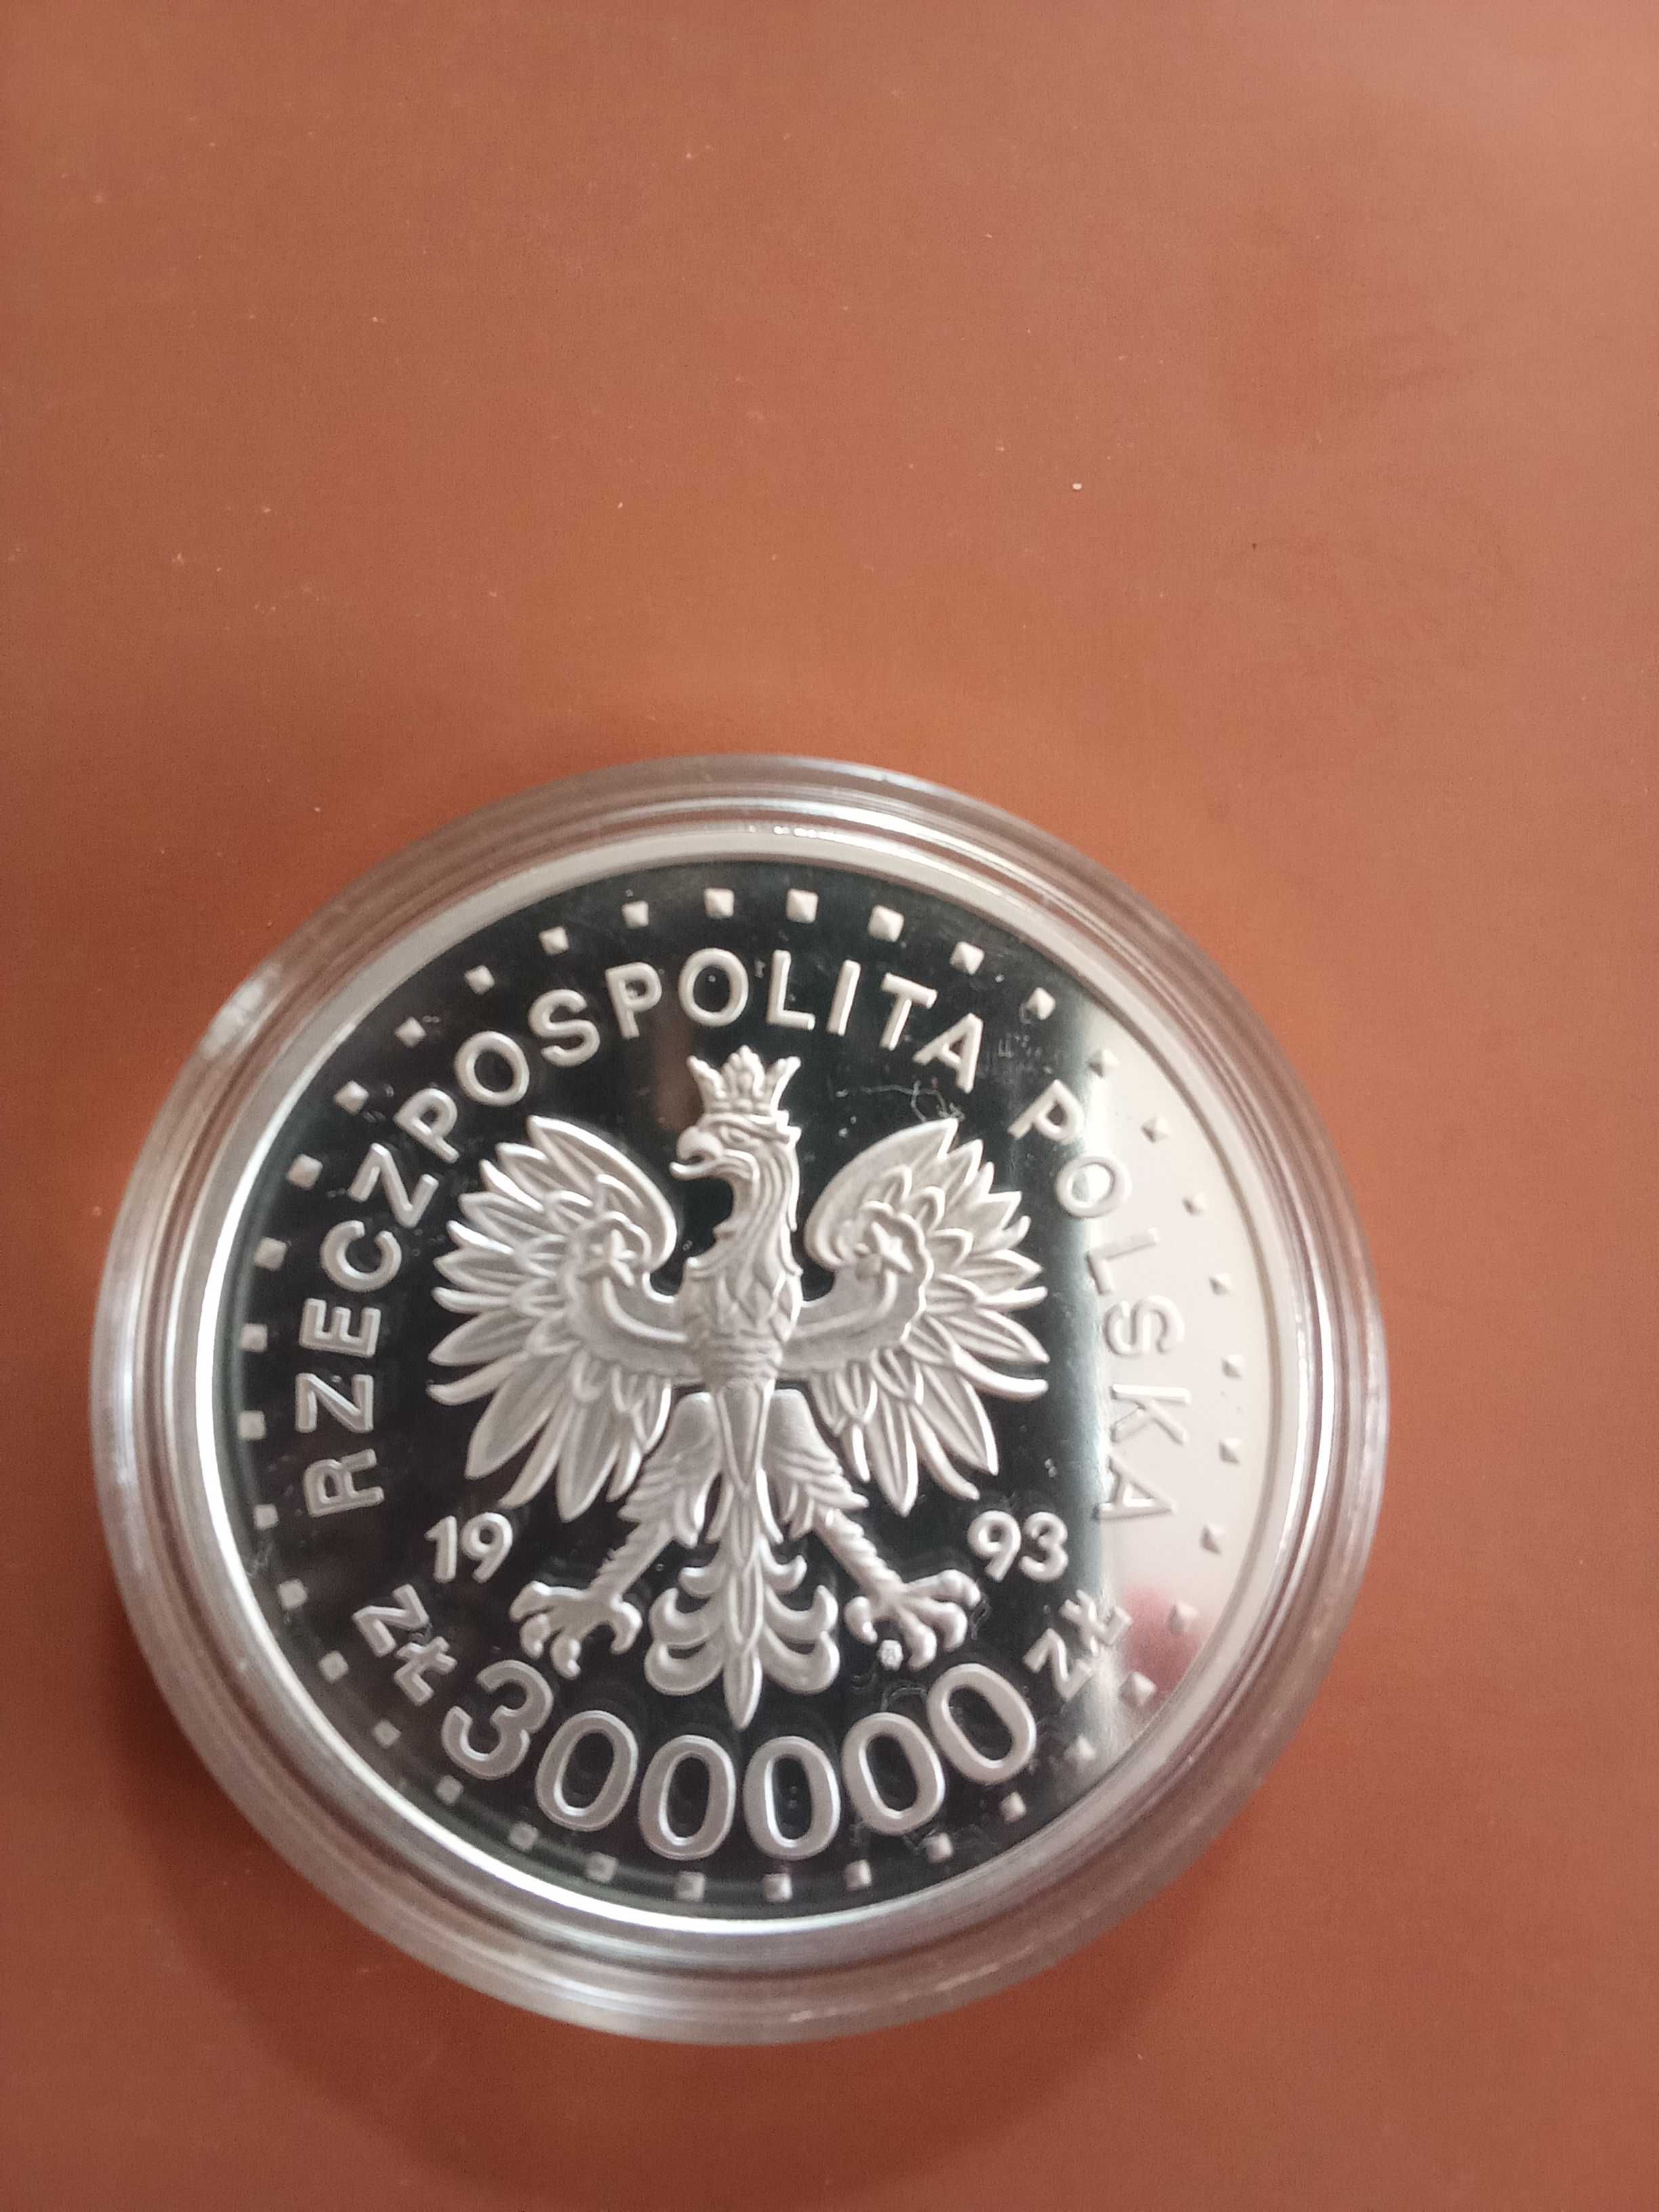 RZECZPOSPOLITA POLSKA
19 93
ZŁ 300000 ZŁ